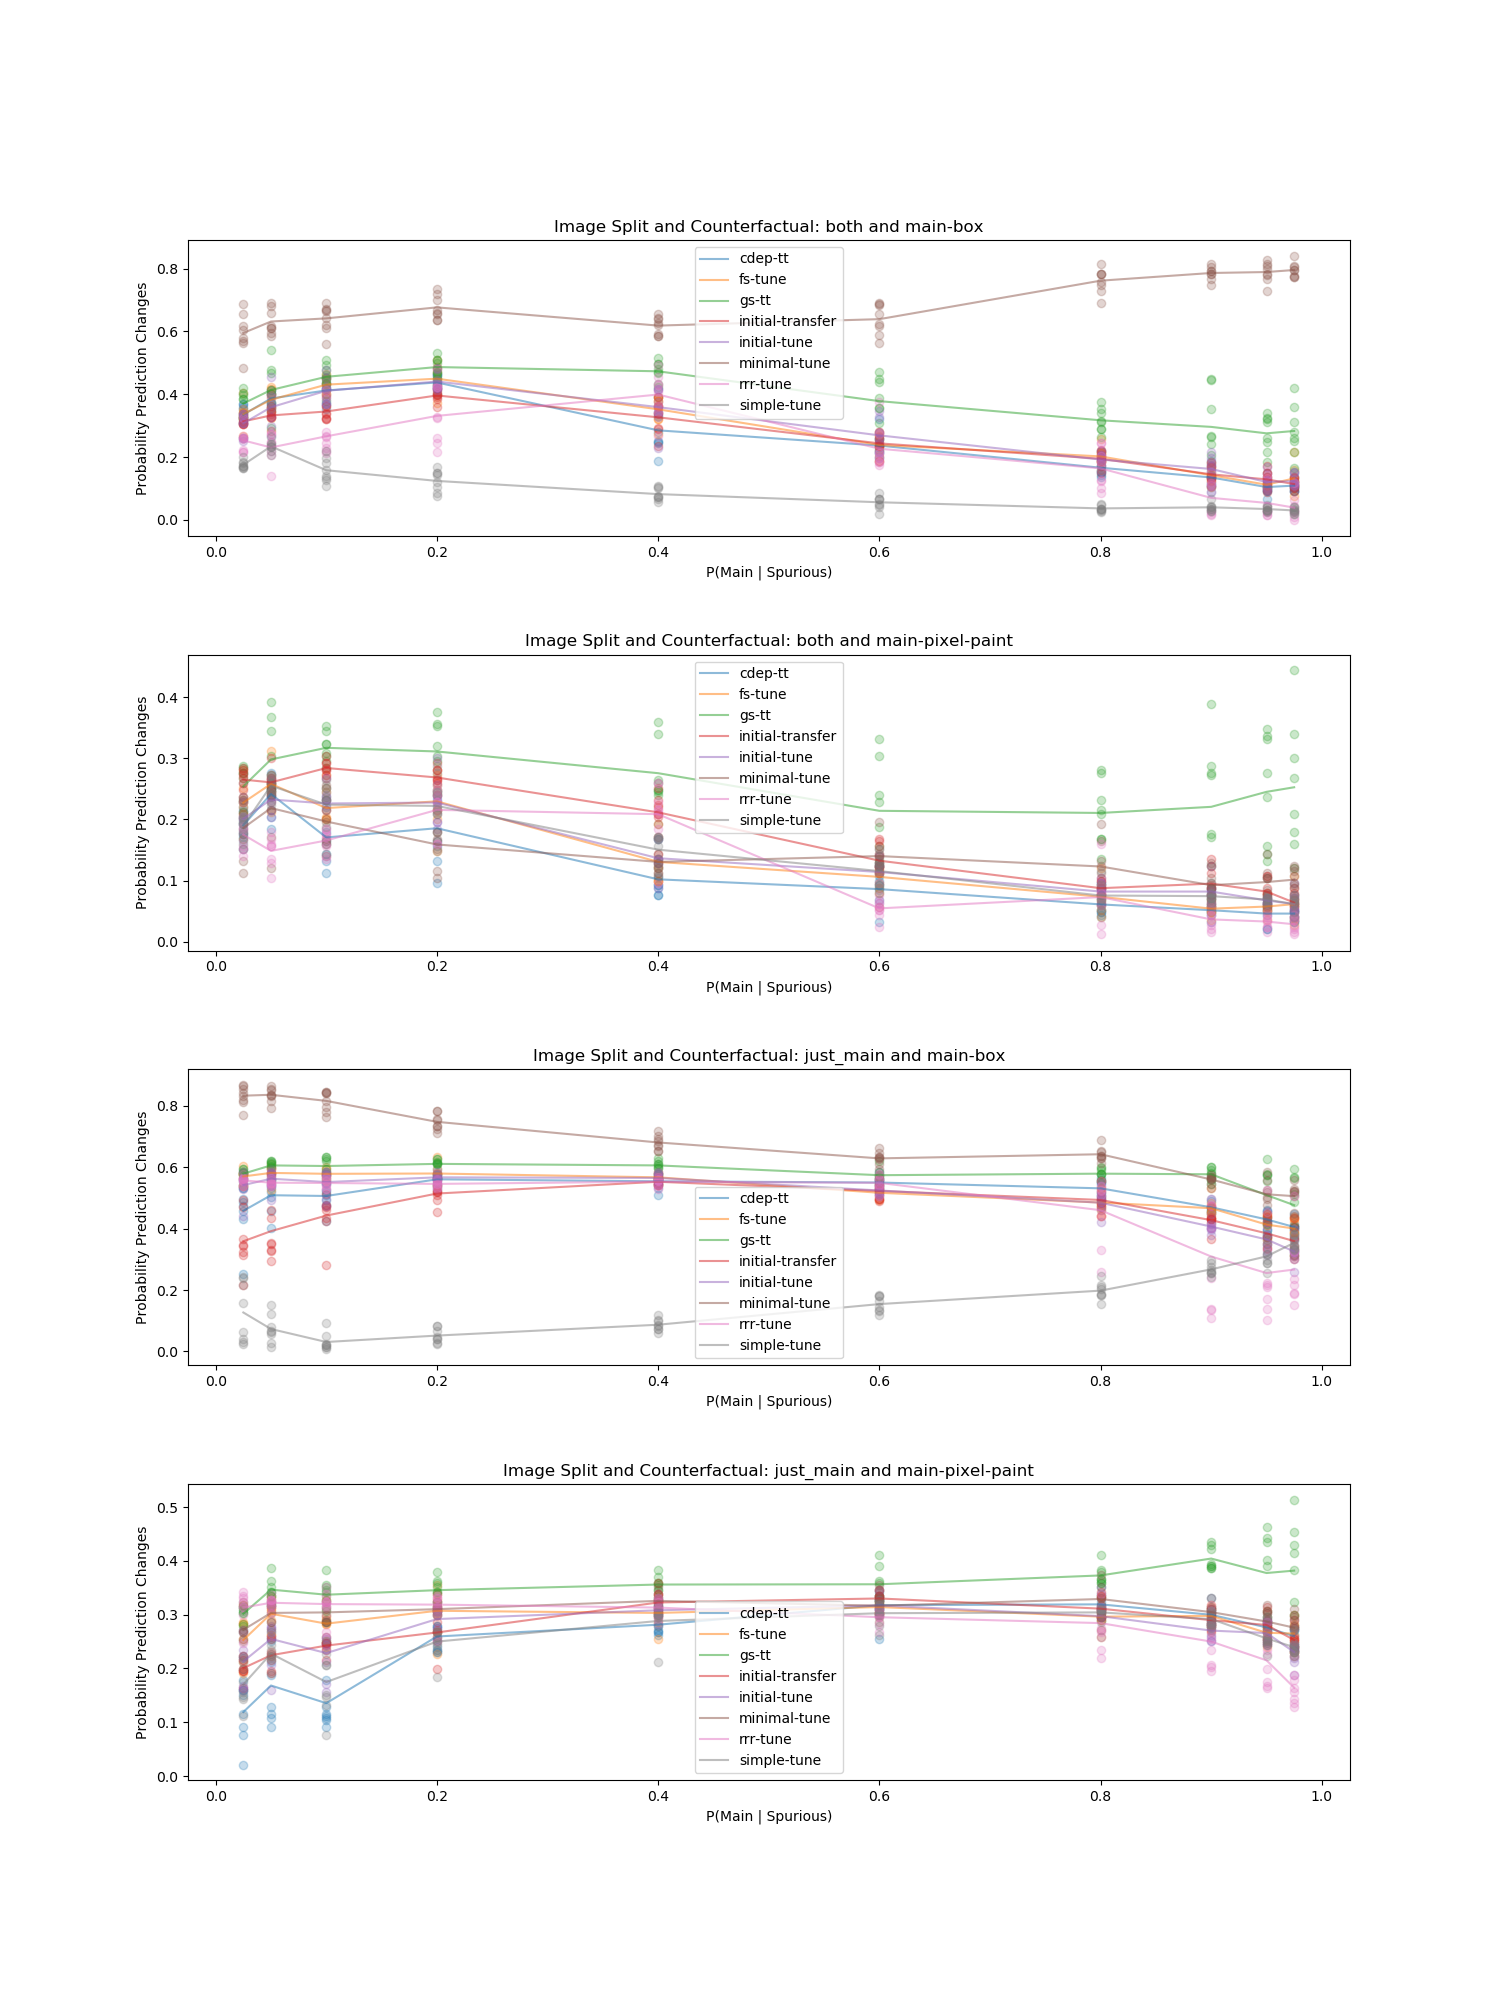 Image Split and Counterfactual: both and main-box
Probability Prediction Changes
0.8
0.6
0.4
0.2
0.0
cdep-tt
fs-tune
gs-tt
initial-transfer
initial-tune
minimal-tune
rrr-tune
simple-tune
0.0 0.2 0.4 0.6 0.8 1.0
P(Main | Spurious)
Image Split and Counterfactual: both and main-pixel-paint
Probability Prediction Changes
0.4
0.3
0.2
0.1
0.0
cdep-tt
fs-tune
gs-tt
initial-transfer
initial-tune
minimal-tune
rrr-tune
simple-tune
0.0 0.2 0.4 0.6 0.8 1.0
P(Main | Spurious)
Image Split and Counterfactual: just_main and main-box
Probability Prediction Changes
0.8
0.6
0.4
0.2
0.0
cdep-tt
fs-tune
gs-tt
initial-transfer
initial-tune
minimal-tune
rrr-tune
simple-tune
0.0 0.2 0.4 0.6 0.8 1.0
P(Main | Spurious)
Image Split and Counterfactual: just_main and main-pixel-paint
Probability Prediction Changes
0.5
0.4
0.3
0.2
0.1
0.0
cdep-tt
fs-tune
gs-tt
initial-transfer
initial-tune
minimal-tune
rrr-tune
simple-tune
0.0 0.2 0.4 0.6 0.8 1.0
P(Main | Spurious)